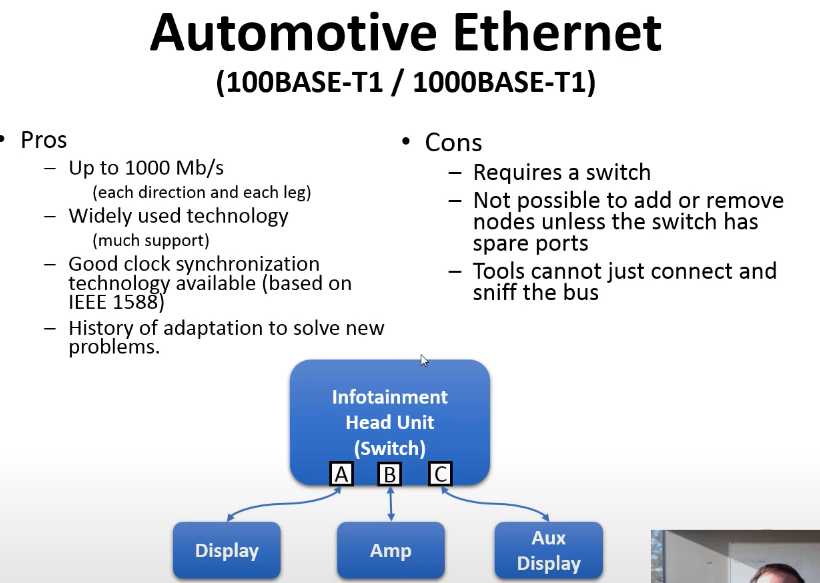 Automotive Ethernet
(100BASE-T1 / 1000BASE-T1)
• Pros
– Up to 1000 Mb/s
(each direction and each leg)
– Widely used technology
(much support)
– Good clock synchronization
technology available (based on
IEEE 1588)
– History of adaptation to solve new
problems.
• Cons
– Requires a switch
– Not possible to add or remove
nodes unless the switch has
spare ports
– Tools cannot just connect and
sniff the bus
Infotainment
Head Unit
(Switch)
A B C
Display
Amp
Aux
Display